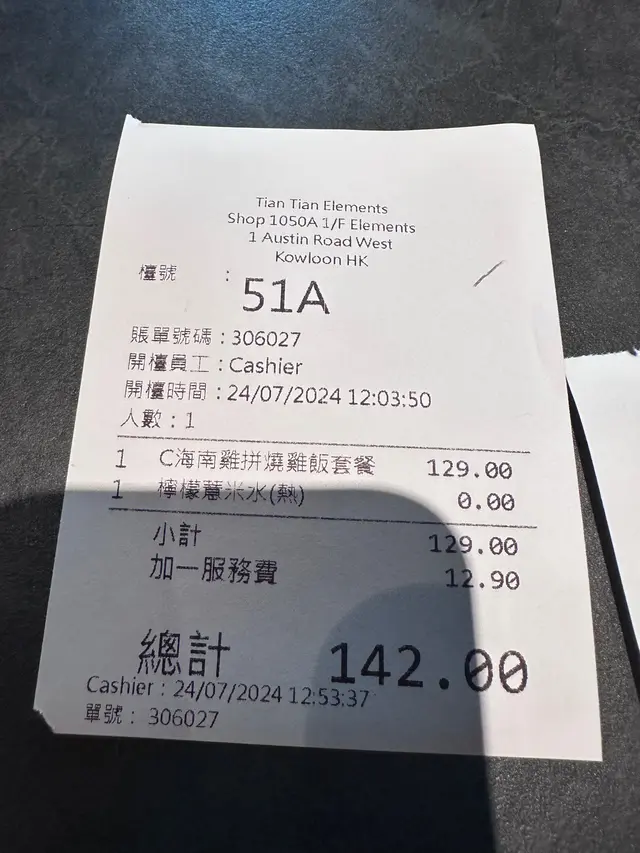 Tian Tian Elements
Shop 1050A 1/F Elements
1 Austin Road West
Kowloon HK
檯號 : 51A
賬單號碼 : 306027
開檯員工 : Cashier
開檯時間 : 24/07/2024 12:03:50
人數 : 1
1 C海南雞拼燒雞飯套餐 129.00
1 檸檬薏米水(熱) 0.00
小計 129.00
加一服務費 12.90
總計 142.00
Cashier : 24/07/2024 12:53:37
單號 : 306027